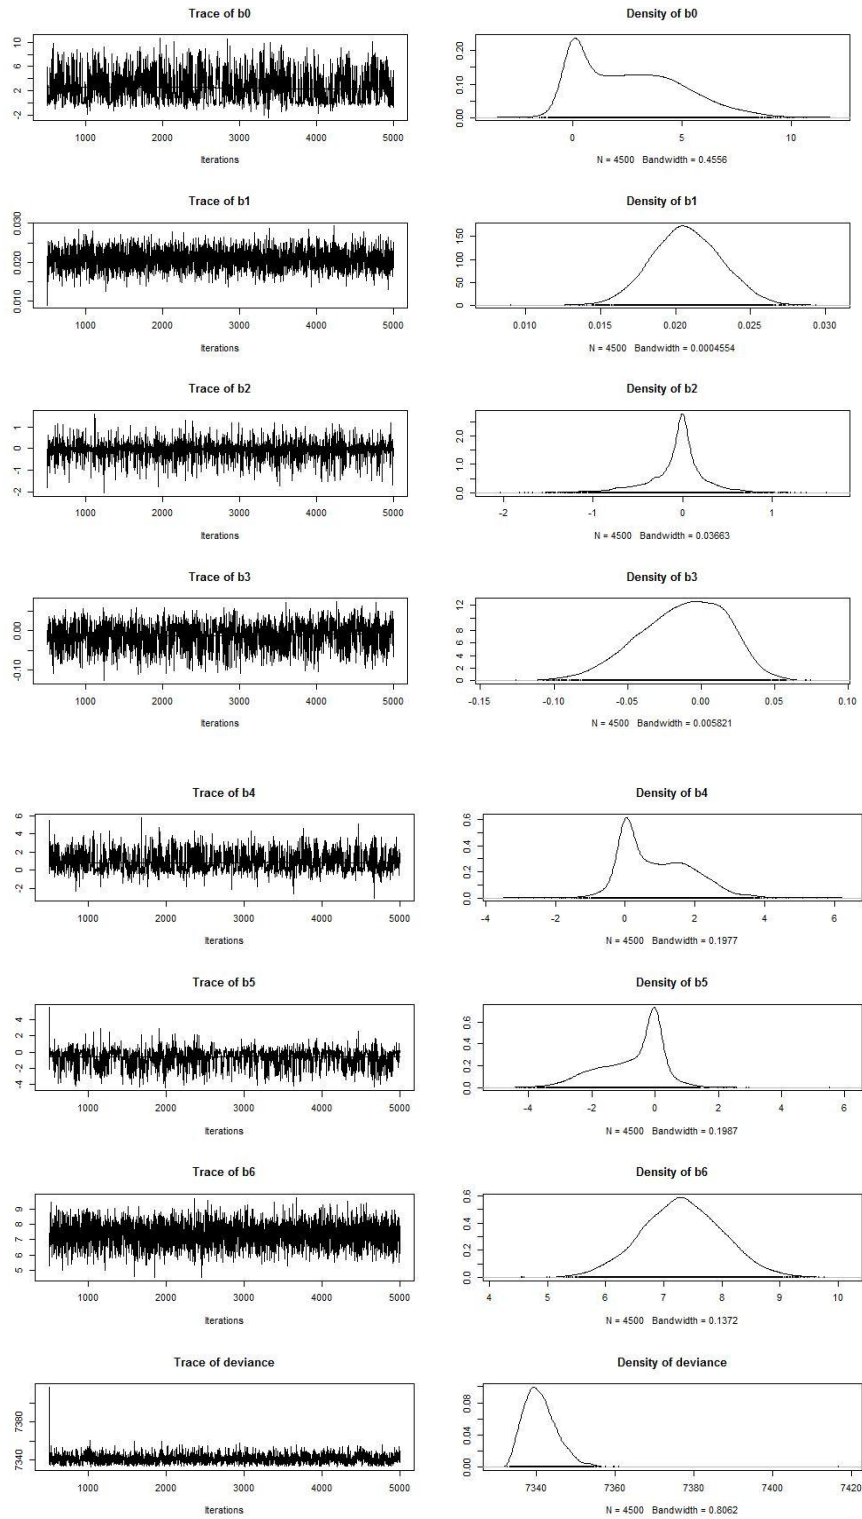 Trace of b0
Density of b0
10
6
2
-2
1000 2000 3000 4000 5000
Iterations
0.20
0.10
0.00
0 5 10
N = 4500 Bandwidth = 0.4556
Trace of b1
Density of b1
0.030
0.020
0.010
1000 2000 3000 4000 5000
Iterations
150
100
50
0
0.010 0.015 0.020 0.025 0.030
N = 4500 Bandwidth = 0.0004554
Trace of b2
Density of b2
1
0
-1
-2
1000 2000 3000 4000 5000
Iterations
2.0
1.0
0.0
-2 -1 0 1
N = 4500 Bandwidth = 0.03663
Trace of b3
Density of b3
0.00
-0.10
1000 2000 3000 4000 5000
Iterations
12
8
6
4
2
0
-0.15 -0.10 -0.05 0.00 0.05 0.10
N = 4500 Bandwidth = 0.005821
Trace of b4
Density of b4
6
4
2
0
-2
1000 2000 3000 4000 5000
Iterations
0.6
0.4
0.2
0.0
-4 -2 0 2 4 6
N = 4500 Bandwidth = 0.1977
Trace of b5
Density of b5
4
2
0
-2
-4
1000 2000 3000 4000 5000
Iterations
0.6
0.4
0.2
0.0
-4 -2 0 2 4 6
N = 4500 Bandwidth = 0.1987
Trace of b6
Density of b6
9
8
7
6
5
1000 2000 3000 4000 5000
Iterations
0.6
0.4
0.2
0.0
4 5 6 7 8 9 10
N = 4500 Bandwidth = 0.1372
Trace of deviance
Density of deviance
7380
7340
1000 2000 3000 4000 5000
Iterations
0.08
0.04
0.00
7340 7360 7380 7400 7420
N = 4500 Bandwidth = 0.8062